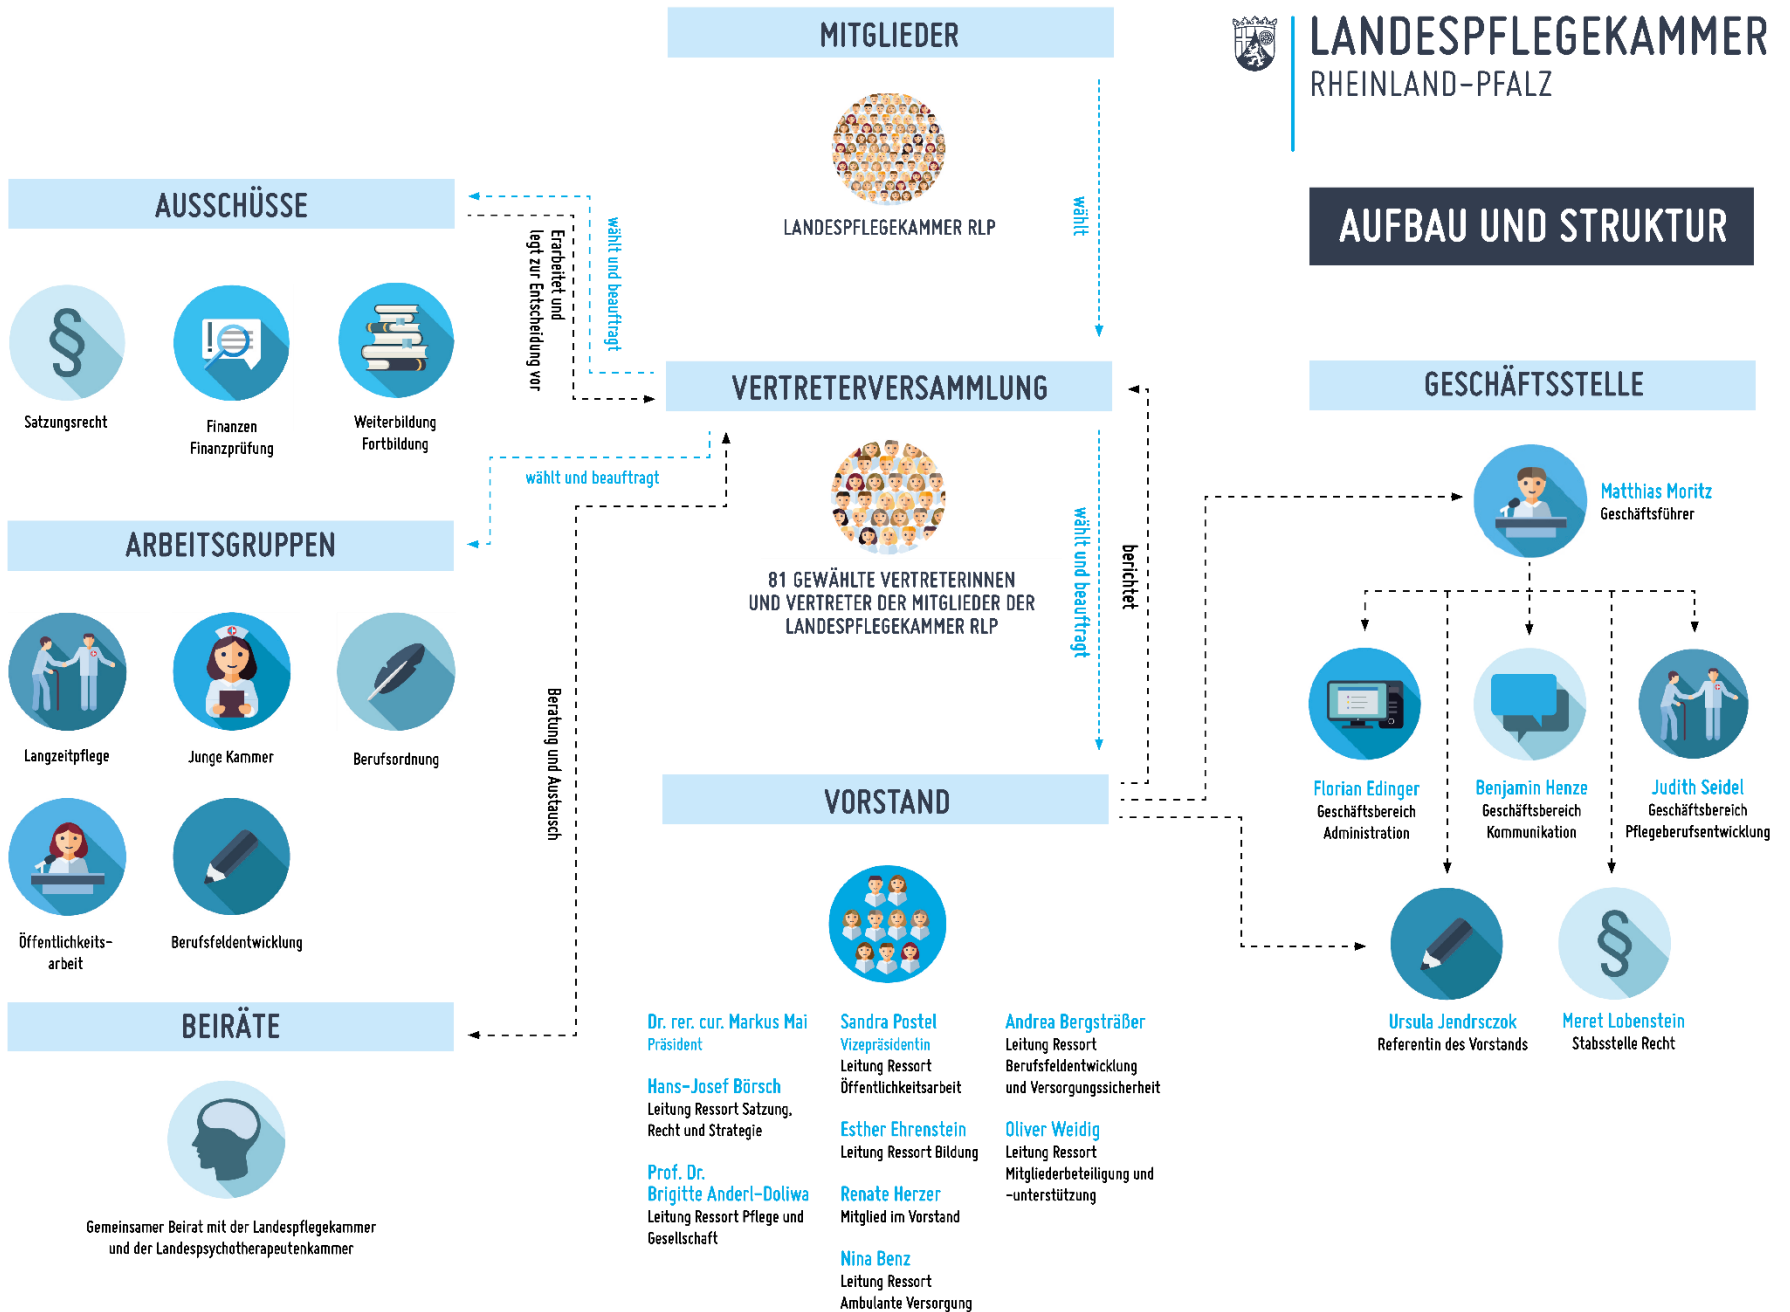 MITGLIEDER
LANDESPFLEGEKAMMER RLP
wählt
LANDESPFLEGEKAMMER
RHEINLAND-PFALZ
AUFBAU UND STRUKTUR
AUSSCHÜSSE
Satzungsrecht
Finanzen
Finanzprüfung
Weiterbildung
Fortbildung
wählt und beauftragt
Erarbeitet und
legt zur Entscheidung vor
VERTRETERVERSAMMLUNG
81 GEWÄHLTE VERTRETERINNEN
UND VERTRETER DER MITGLIEDER DER
LANDESPFLEGEKAMMER RLP
wählt und beauftragt
wählt und beauftragt
berichtet
ARBEITSGRUPPEN
Langzeitpflege
Junge Kammer
Berufsordnung
Öffentlichkeits-
arbeit
Berufsfeldentwicklung
Beratung und Austausch
BEIRÄTE
Gemeinsamer Beirat mit der Landespflegekammer
und der Landespsychotherapeutenkammer
VORSTAND
Dr. rer. cur. Markus Mai
Präsident
Hans-Josef Börsch
Leitung Ressort Satzung,
Recht und Strategie
Prof. Dr.
Brigitte Anderl-Doliwa
Leitung Ressort Pflege und
Gesellschaft
Sandra Postel
Vizepräsidentin
Leitung Ressort
Öffentlichkeitsarbeit
Esther Ehrenstein
Leitung Ressort Bildung
Renate Herzer
Mitglied im Vorstand
Nina Benz
Leitung Ressort
Ambulante Versorgung
Andrea Bergsträßer
Leitung Ressort
Berufsfeldentwicklung
und Versorgungssicherheit
Oliver Weidig
Leitung Ressort
Mitgliederbeteiligung und
-unterstützung
GESCHÄFTSSTELLE
Matthias Moritz
Geschäftsführer
Florian Edinger
Geschäftsbereich
Administration
Benjamin Henze
Geschäftsbereich
Kommunikation
Judith Seidel
Geschäftsbereich
Pflegeberufsentwicklung
Ursula Jendrsczok
Referentin des Vorstands
Meret Lobenstein
Stabsstelle Recht